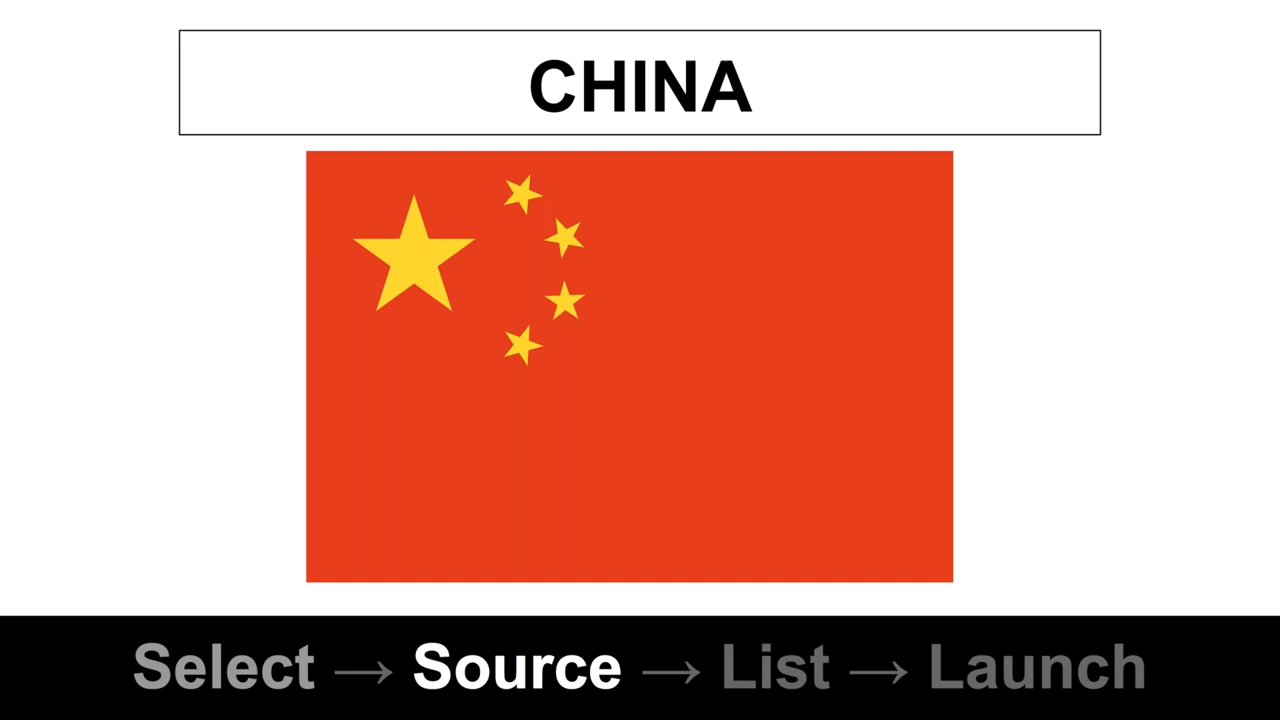 CHINA
Select → Source → List → Launch